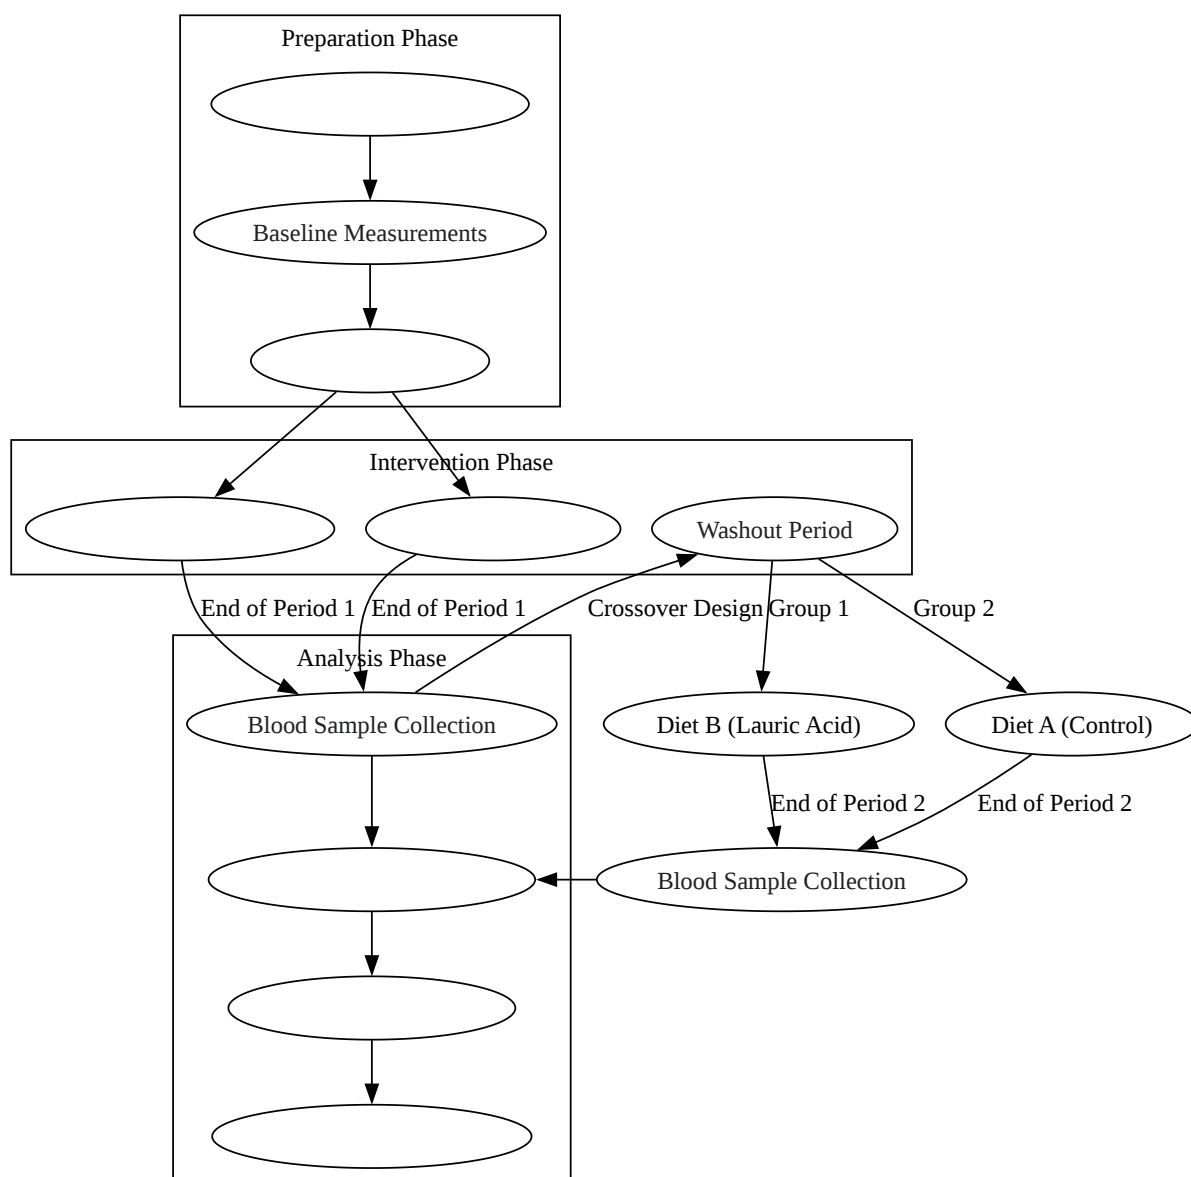 Preparation Phase
Baseline Measurements
Intervention Phase
Washout Period
End of Period 1
End of Period 1
Crossover Design
Group 1
Group 2
Analysis Phase
Blood Sample Collection
Diet B (Lauric Acid)
Diet A (Control)
End of Period 2
End of Period 2
Blood Sample Collection